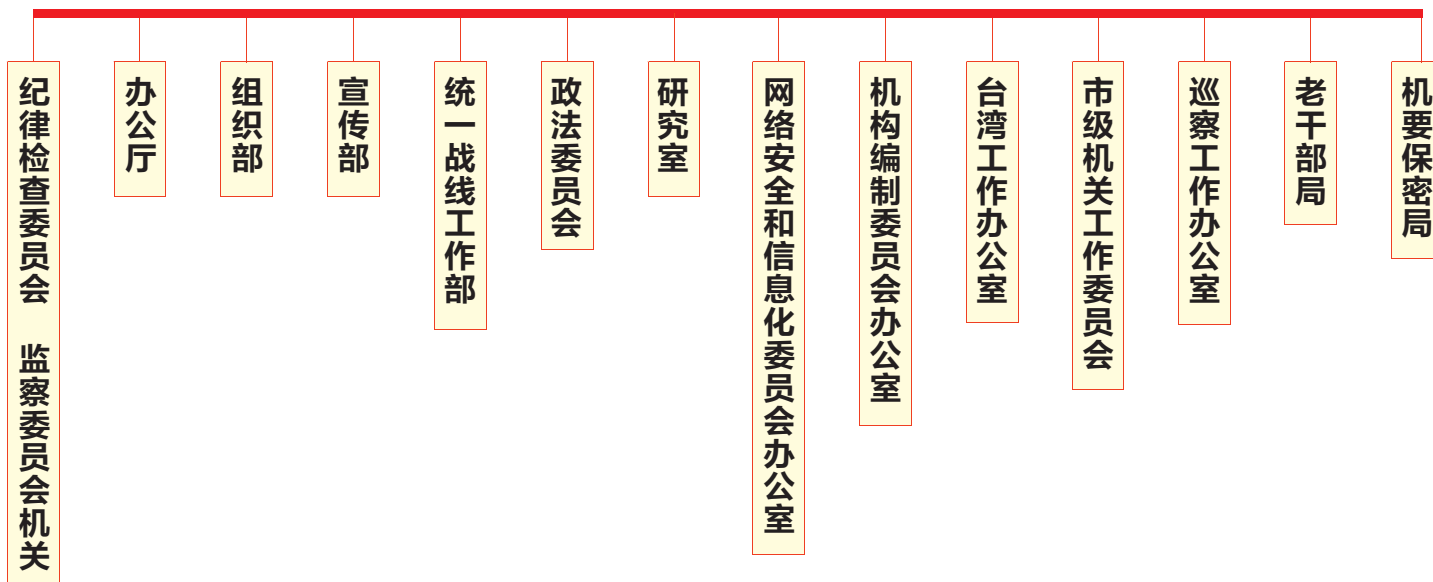 纪律检查委员会 监察委员会机关
办公厅
组织部
宣传部
统一战线工作部
政法委员会
研究室
网络安全和信息化委员会办公室
机构编制委员会办公室
台湾工作办公室
市级机关工作委员会
巡察工作办公室
老干部局
机要保密局